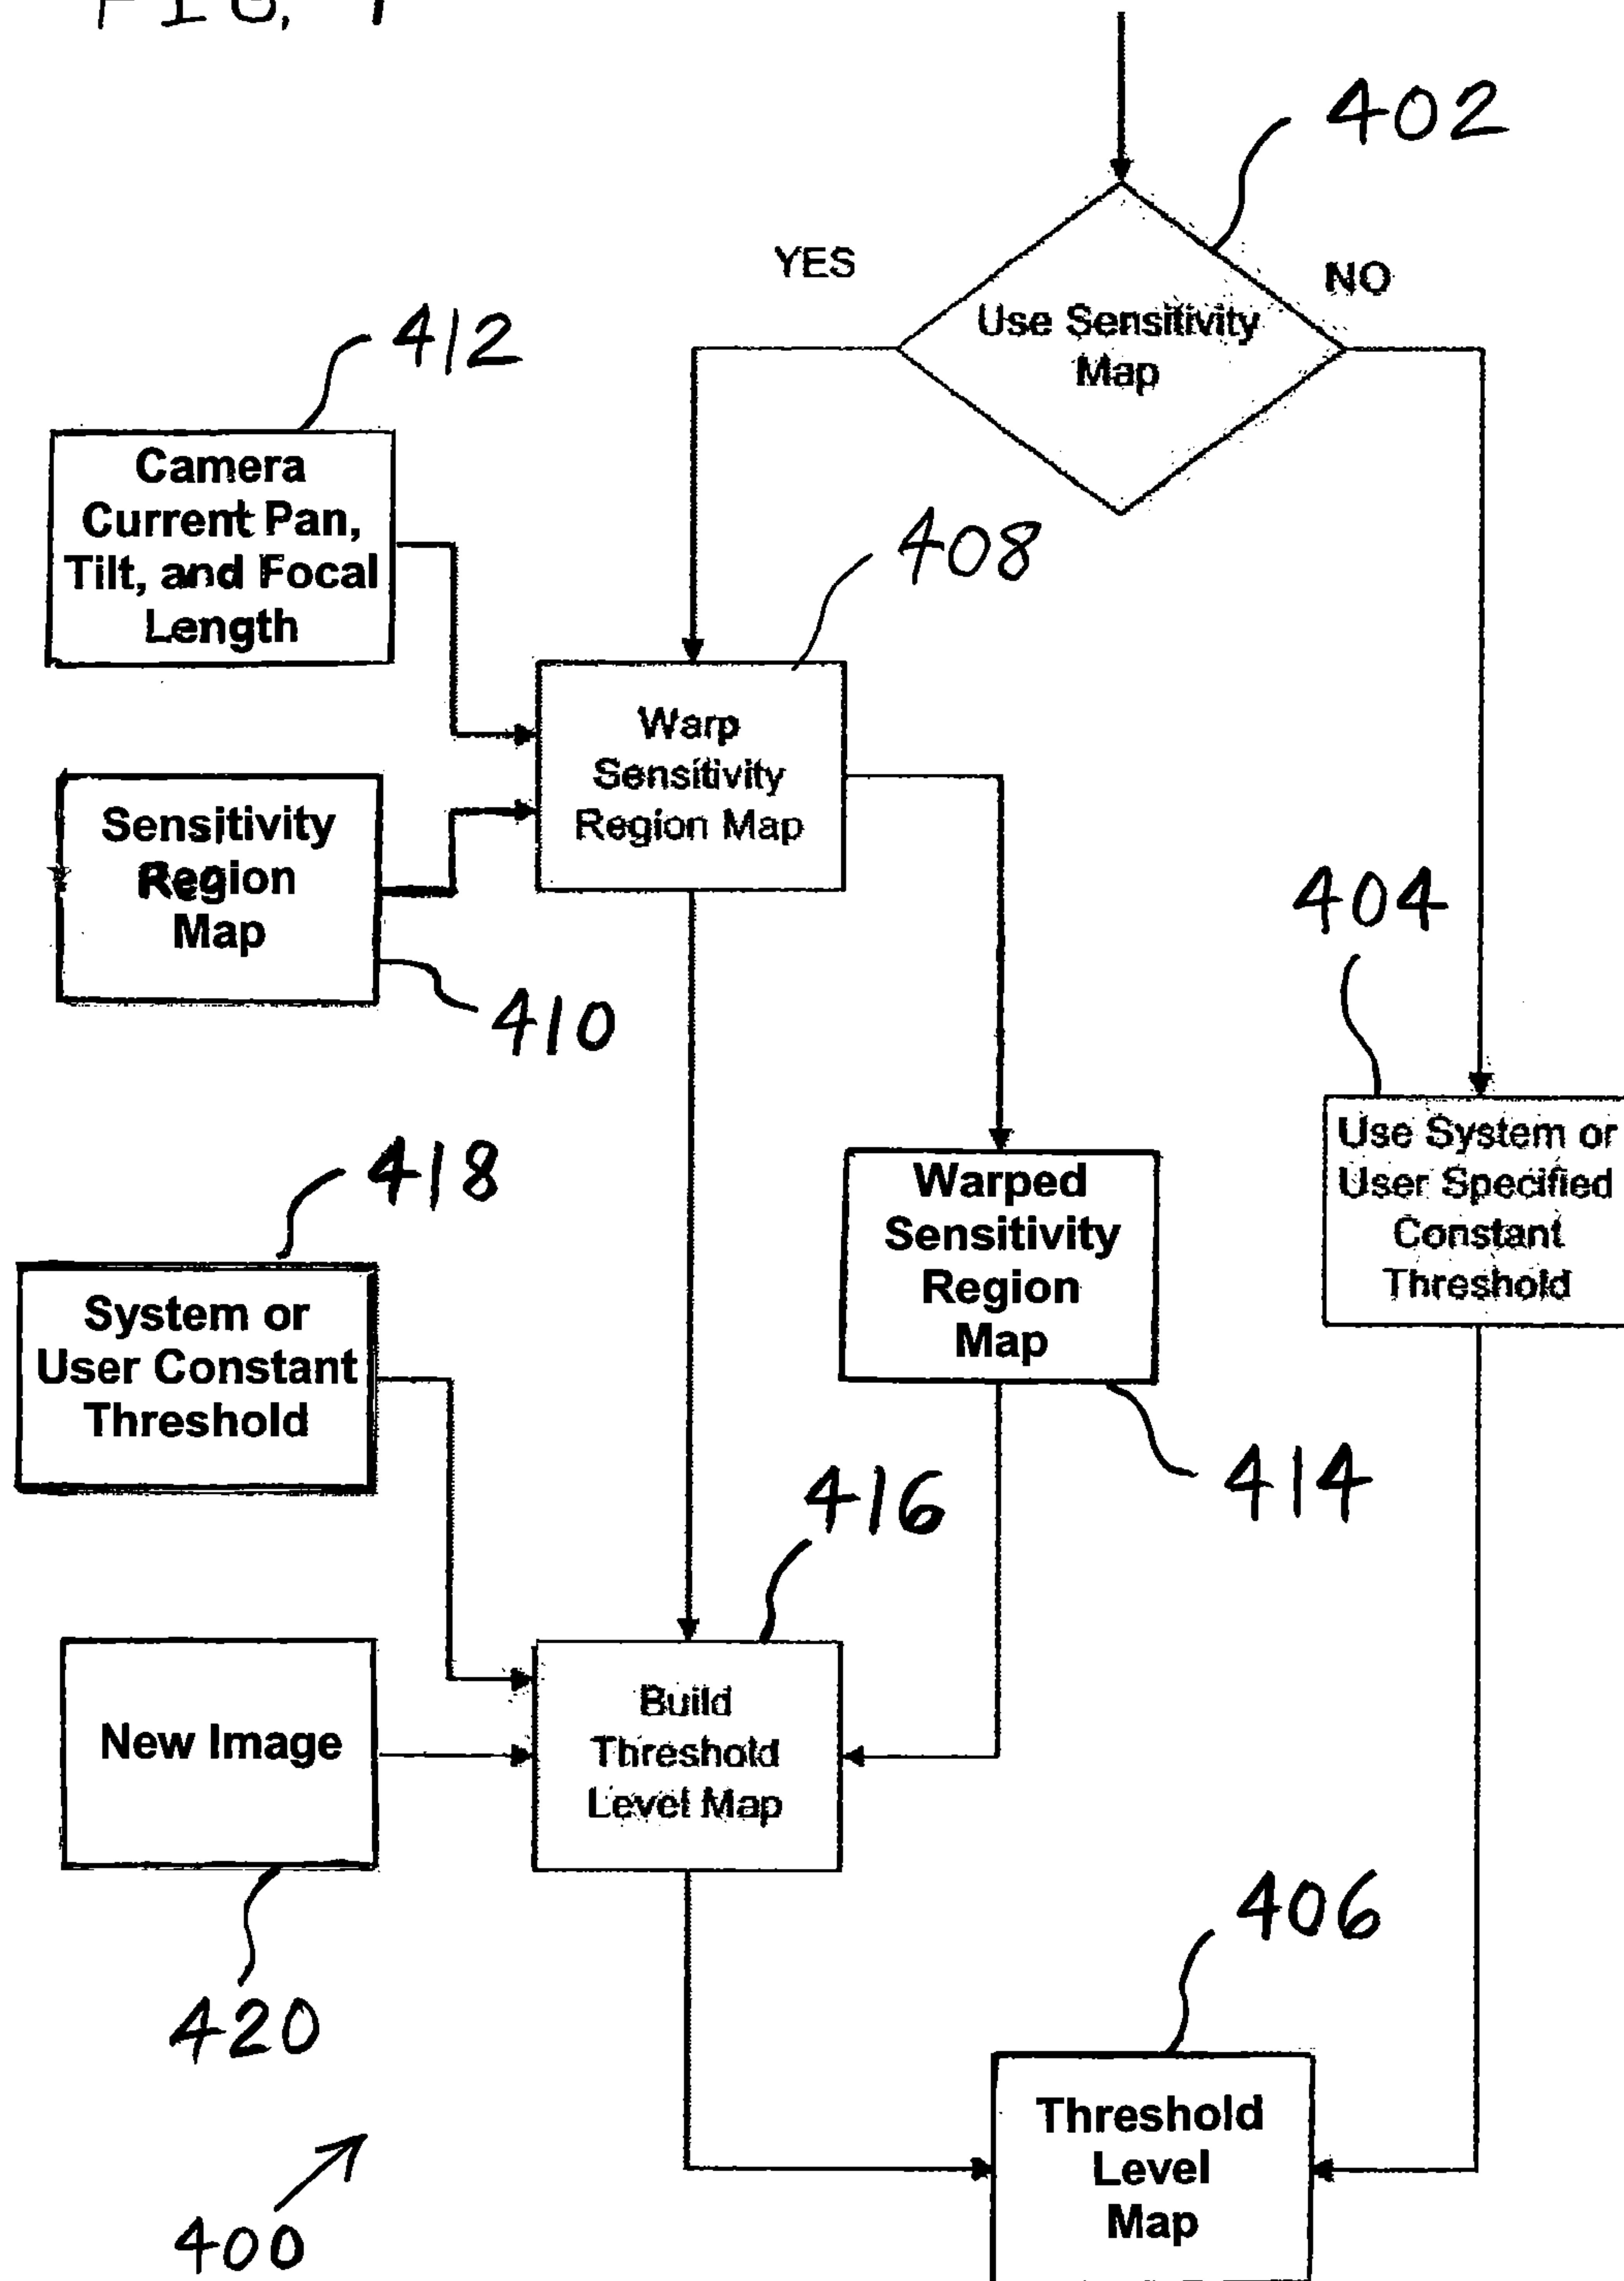 FIG.
402
YES
NO
Use Sensitivity
Map
412
Camera
Current Pan,
Tilt, and Focal
Length
408
Warp
Sensitivity
Region Map
Sensitivity
Region
Map
410
404
Use System or
User Specified
Constant
Threshold
418
Warped
Sensitivity
Region
Map
System or
User Constant
Threshold
414
416
New Image
Build
Threshold
Level Map
420
406
Threshold
Level
Map
400